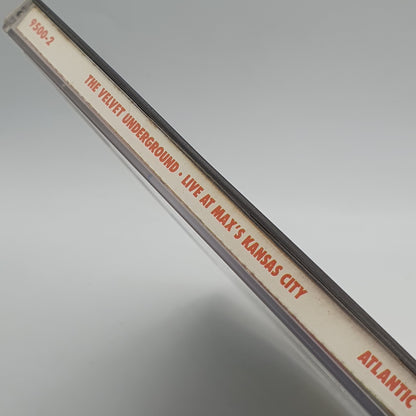 9500-2 THE VELVET UNDERGROUND · LIVE AT MAX'S KANSAS CITY ATLANTIC